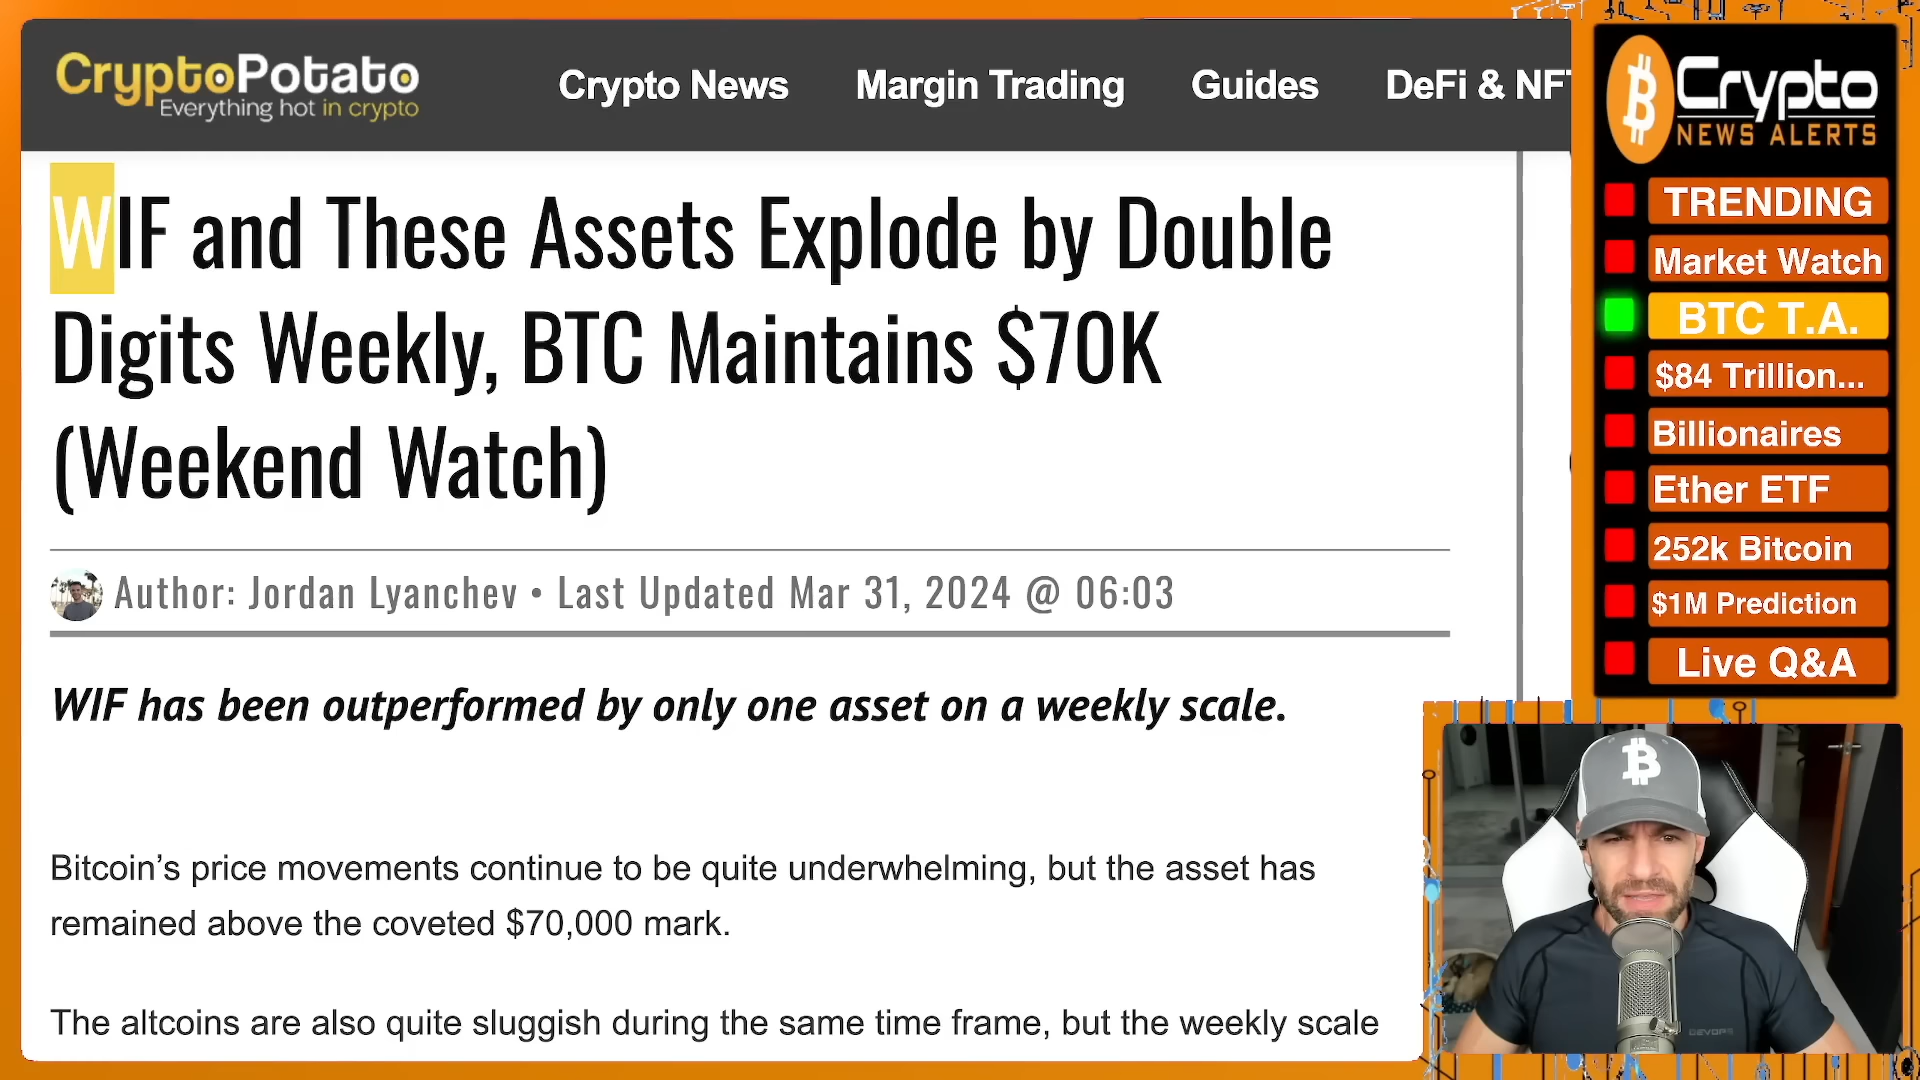 CryptoPotato
Everything hot in crypto
Crypto News
Margin Trading
Guides
DeFi & NFT
WIF and These Assets Explode by Double
Digits Weekly, BTC Maintains $70K
(Weekend Watch)
Author: Jordan Lyanchev • Last Updated Mar 31, 2024 @ 06:03
WIF has been outperformed by only one asset on a weekly scale.
Bitcoin’s price movements continue to be quite underwhelming, but the asset has
remained above the coveted $70,000 mark.
The altcoins are also quite sluggish during the same time frame, but the weekly scale
Crypto
NEWS ALERTS
TRENDING
Market Watch
BTC T.A.
$84 Trillion...
Billionaires
Ether ETF
252k Bitcoin
$1M Prediction
Live Q&A
DEVOPS